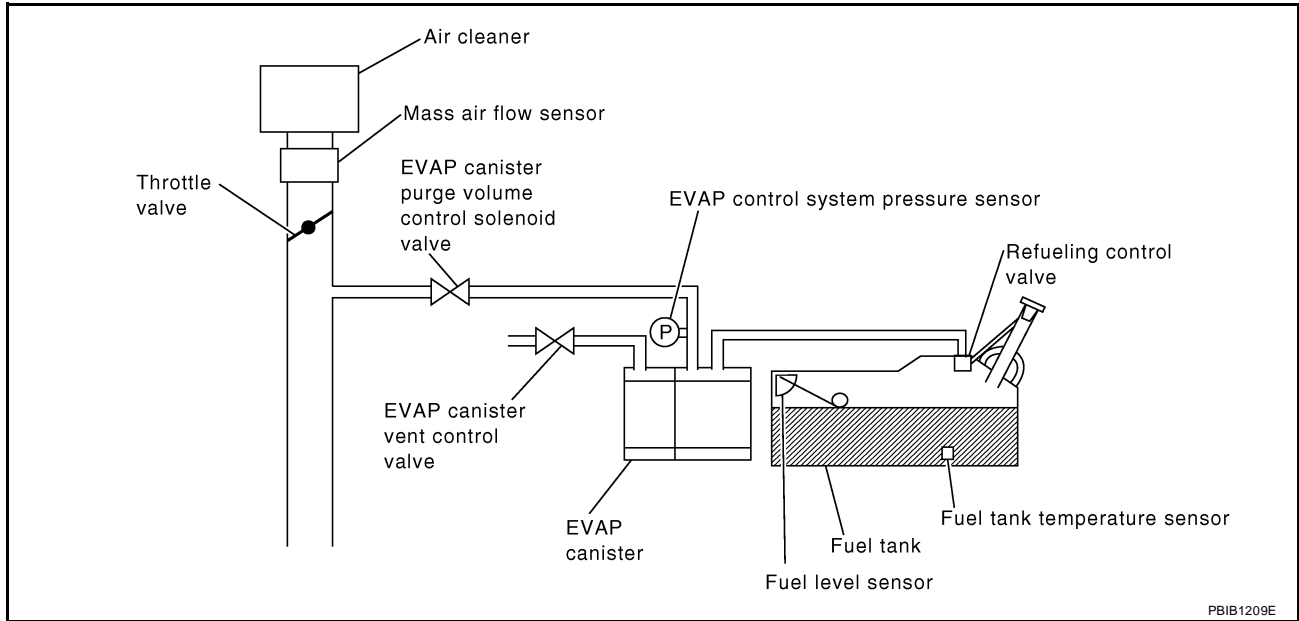 Air cleaner
Mass air flow sensor
EVAP canister
purge volume
control solenoid
valve
Throttle
valve
EVAP control system pressure sensor
Refueling control
valve
P
EVAP canister
vent control
valve
EVAP
canister
Fuel tank temperature sensor
Fuel tank
Fuel level sensor
PBIB1209E